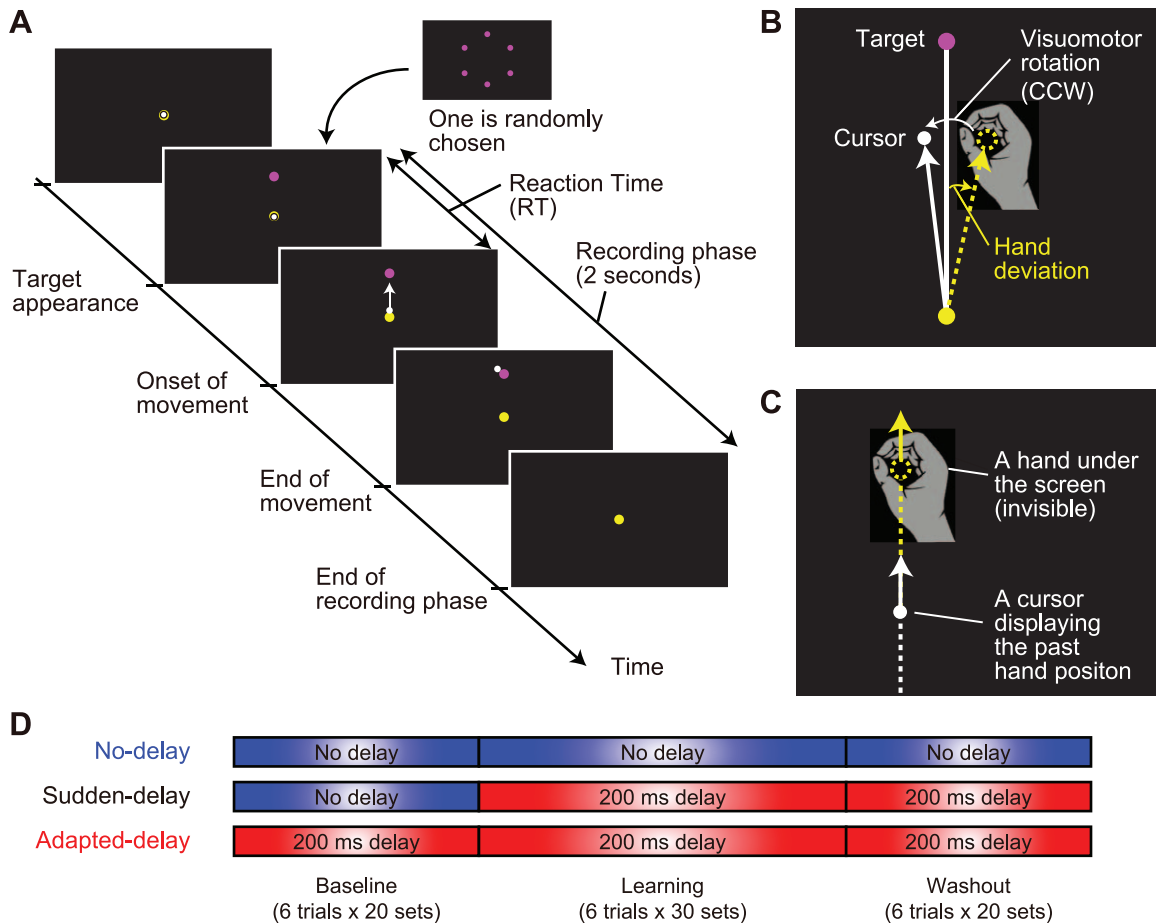 A
One is randomly
chosen
Reaction Time
(RT)
Recording phase
(2 seconds)
Target
appearance
Onset of
movement
End of
movement
End of
recording phase
Time
B
Target
Visuomotor
rotation
(CCW)
Cursor
Hand
deviation
C
A hand under
the screen
(invisible)
A cursor
displaying
the past
hand positon
D
No-delay
No delay
No delay
No delay
Sudden-delay
No delay
200 ms delay
200 ms delay
Adapted-delay
200 ms delay
200 ms delay
200 ms delay
Baseline
(6 trials x 20 sets)
Learning
(6 trials x 30 sets)
Washout
(6 trials x 20 sets)